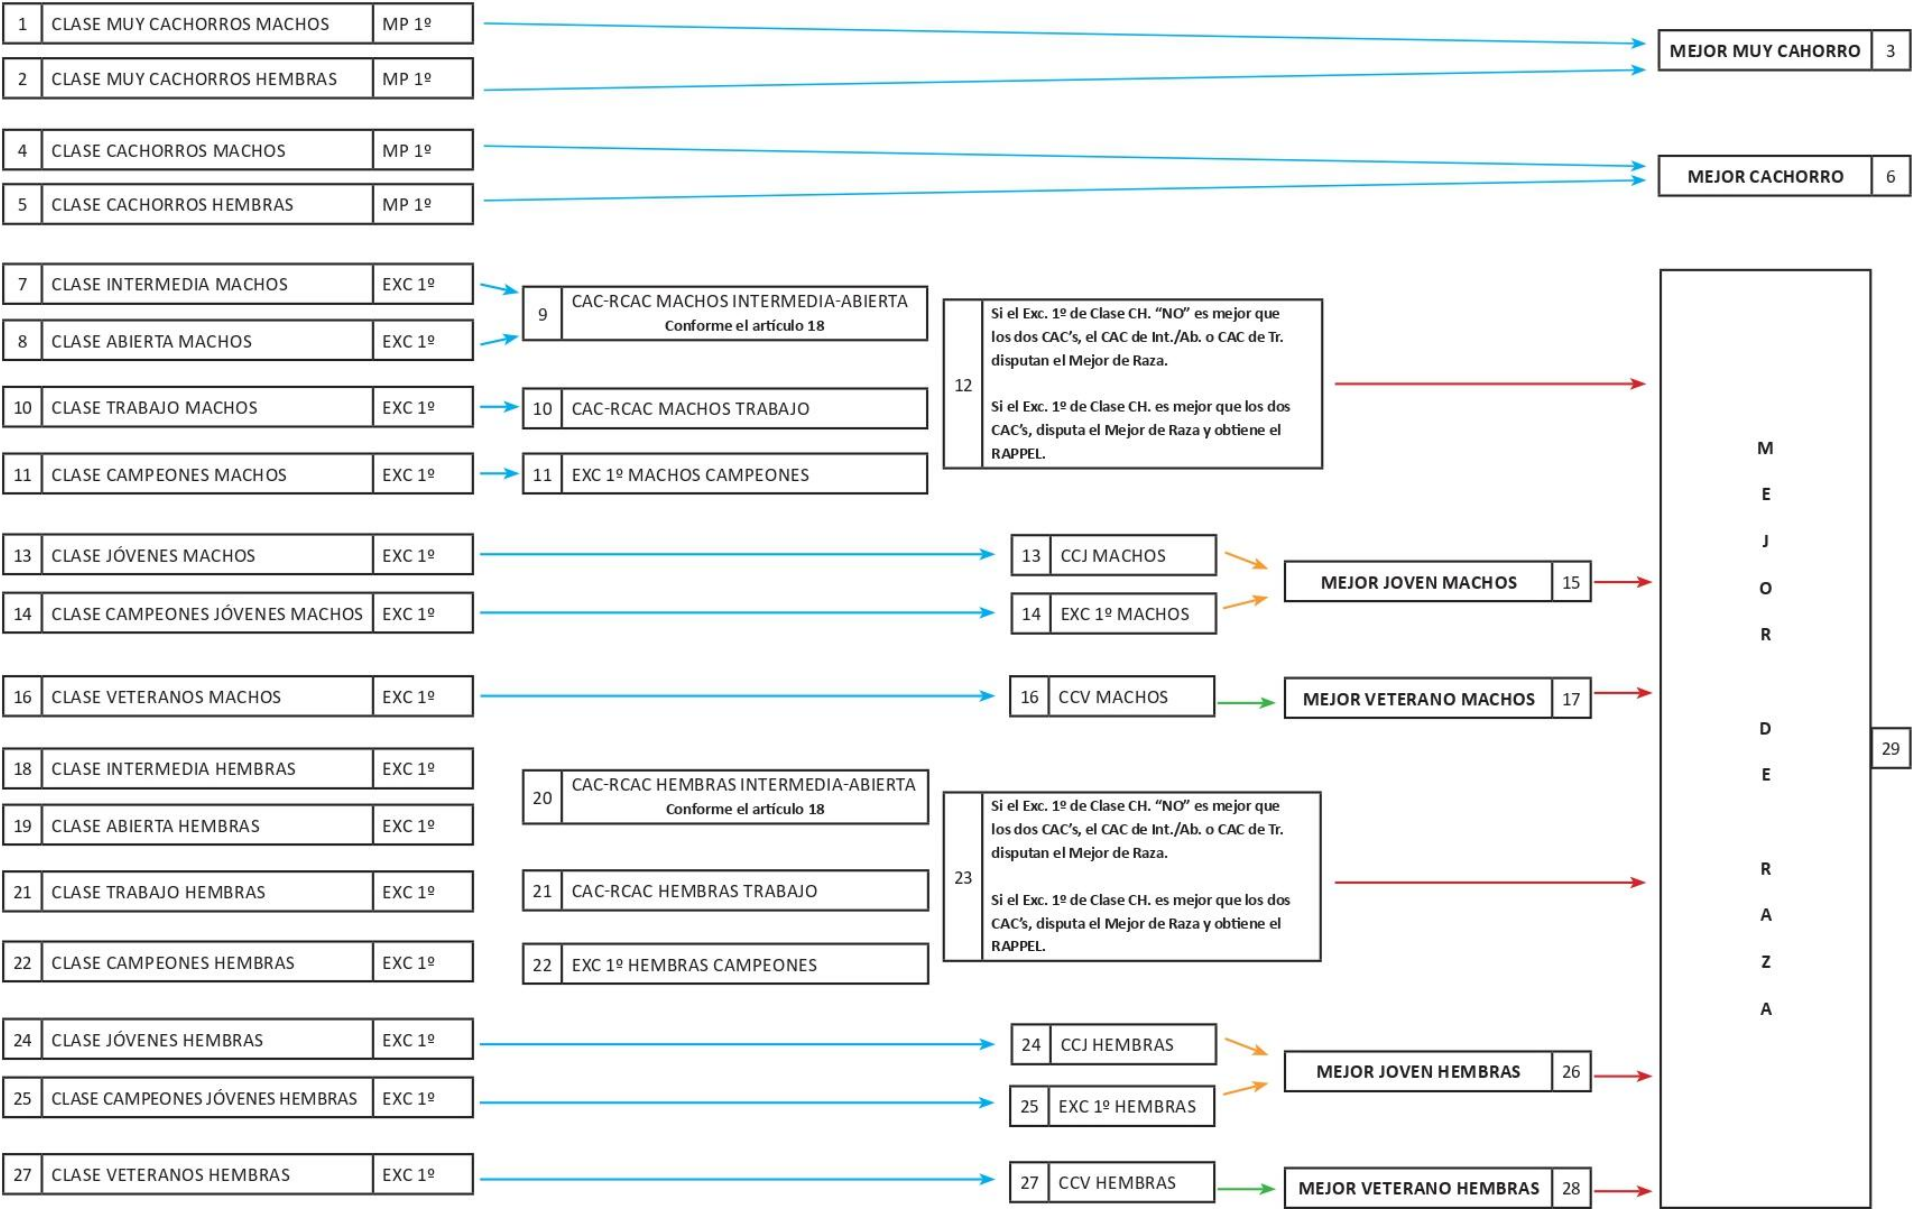 1 CLASE MUY CACHORROS MACHOS MP 1º
2 CLASE MUY CACHORROS HEMBRAS MP 1º
MEJOR MUY CAHORRO 3
4 CLASE CACHORROS MACHOS MP 1º
5 CLASE CACHORROS HEMBRAS MP 1º
MEJOR CACHORRO 6
7 CLASE INTERMEDIA MACHOS EXC 1º
8 CLASE ABIERTA MACHOS EXC 1º
10 CLASE TRABAJO MACHOS EXC 1º
11 CLASE CAMPEONES MACHOS EXC 1º
9 CAC-RCAC MACHOS INTERMEDIA-ABIERTA
Conforme el artículo 18
10 CAC-RCAC MACHOS TRABAJO
11 EXC 1º MACHOS CAMPEONES
12
Si el Exc. 1º de Clase CH. “NO” es mejor que
los dos CAC’s, el CAC de Int./Ab. o CAC de Tr.
disputan el Mejor de Raza.
Si el Exc. 1º de Clase CH. es mejor que los dos
CAC’s, disputa el Mejor de Raza y obtiene el
RAPPEL.
13 CLASE JÓVENES MACHOS EXC 1º
14 CLASE CAMPEONES JÓVENES MACHOS EXC 1º
13 CCJ MACHOS
14 EXC 1º MACHOS
MEJOR JOVEN MACHOS 15
16 CLASE VETERANOS MACHOS EXC 1º
16 CCV MACHOS
MEJOR VETERANO MACHOS 17
18 CLASE INTERMEDIA HEMBRAS EXC 1º
19 CLASE ABIERTA HEMBRAS EXC 1º
21 CLASE TRABAJO HEMBRAS EXC 1º
22 CLASE CAMPEONES HEMBRAS EXC 1º
20 CAC-RCAC HEMBRAS INTERMEDIA-ABIERTA
Conforme el artículo 18
21 CAC-RCAC HEMBRAS TRABAJO
22 EXC 1º HEMBRAS CAMPEONES
23
Si el Exc. 1º de Clase CH. “NO” es mejor que
los dos CAC’s, el CAC de Int./Ab. o CAC de Tr.
disputan el Mejor de Raza.
Si el Exc. 1º de Clase CH. es mejor que los dos
CAC’s, disputa el Mejor de Raza y obtiene el
RAPPEL.
24 CLASE JÓVENES HEMBRAS EXC 1º
25 CLASE CAMPEONES JÓVENES HEMBRAS EXC 1º
24 CCJ HEMBRAS
25 EXC 1º HEMBRAS
MEJOR JOVEN HEMBRAS 26
27 CLASE VETERANOS HEMBRAS EXC 1º
27 CCV HEMBRAS
MEJOR VETERANO HEMBRAS 28
M
E
J
O
R
D
E
R
A
Z
A
29